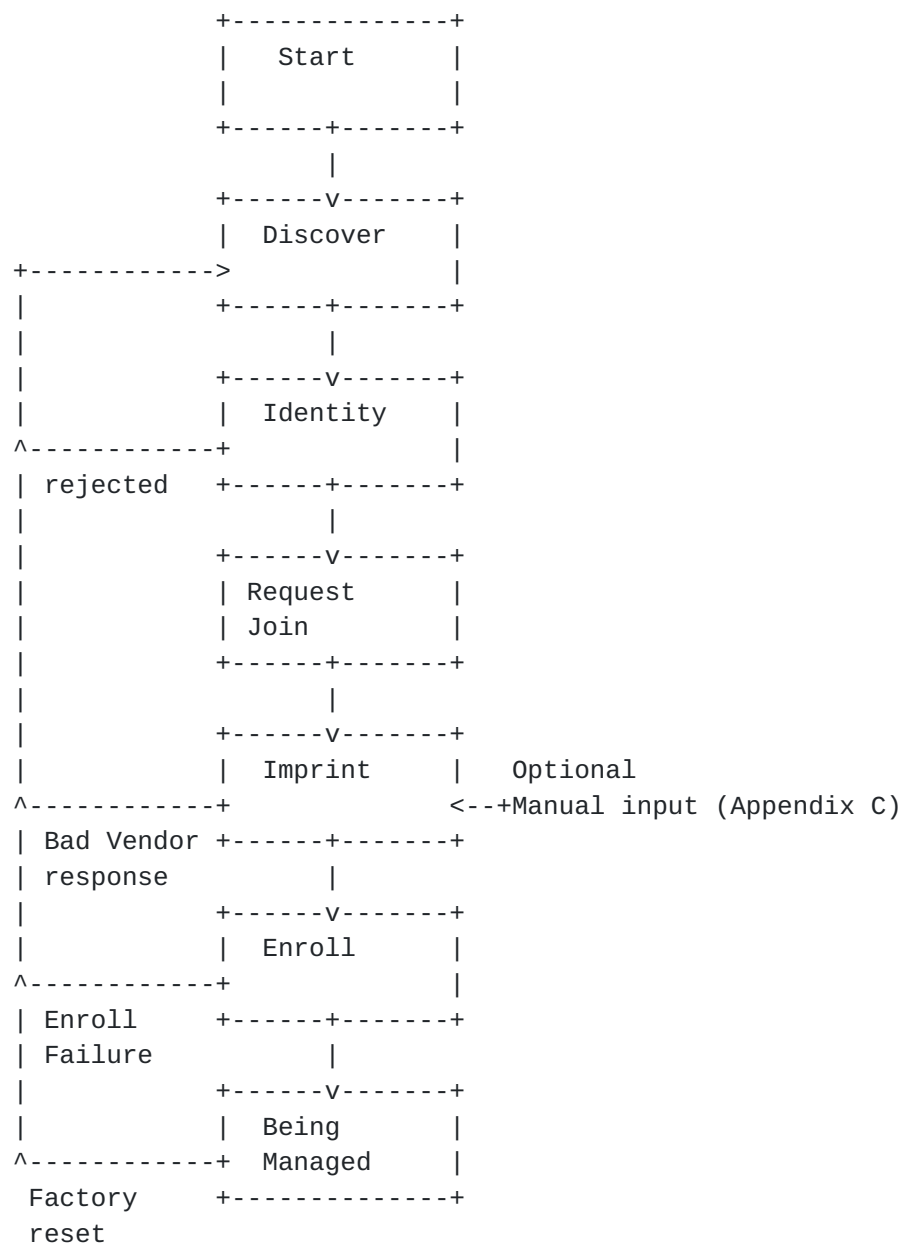 Start
Discover
Identity
rejected
Request
Join
Imprint Optional
Manual input (Appendix C)
Bad Vendor
response
Enroll
Enroll
Failure
Being
Managed
Factory
reset